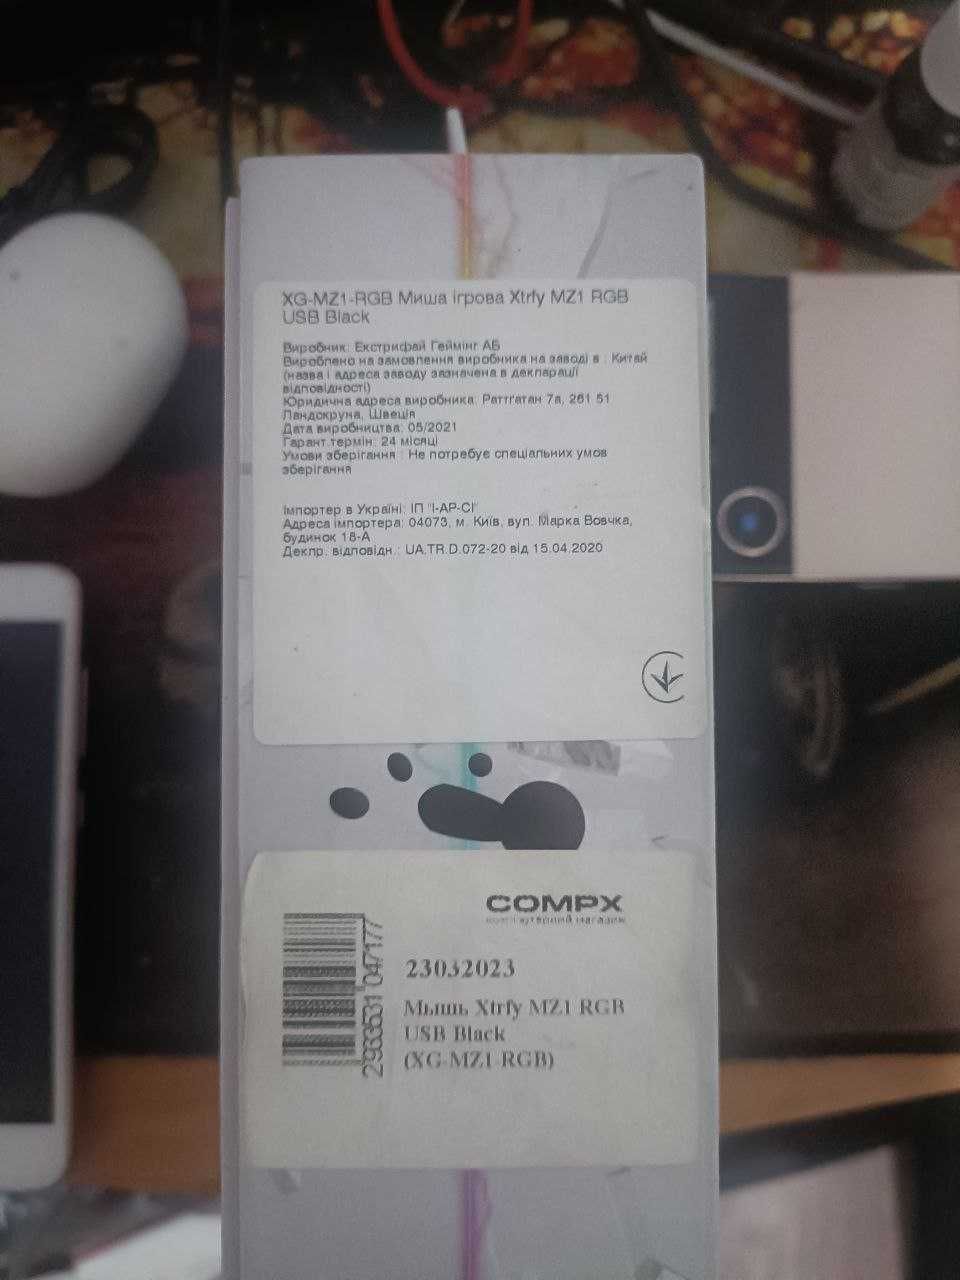 XG-MZ1-RGB Миша ігрова Xtrfy MZ1 RGB
USB Black
Виробник: Екстрифай Геймінг АБ
Вироблено на замовлення виробника на заводі в : Китай
(назва і адреса заводу зазначена в декларації
відповідності)
Юридична адреса виробника: Раттгатан 7а, 261 51
Ландскруна, Швеція
Дата виробництва: 05/2021
Гарант.термін: 24 місяці
Умови зберігання : Не потребує спеціальних умов
зберігання
Імпортер в Україні: ІП "І-АР-СІ"
Адреса імпортера: 04073, м. Київ, вул. Марка Вовчка,
будинок 18-А
Декл­р. відповідн.: UA.TR.D.072-20 від 15.04.2020
COMPX
комп'ютерний магазин
23032023
Мышь Xtrfy MZ1 RGB
USB Black
(XG-MZ1-RGB)
2933531 047177